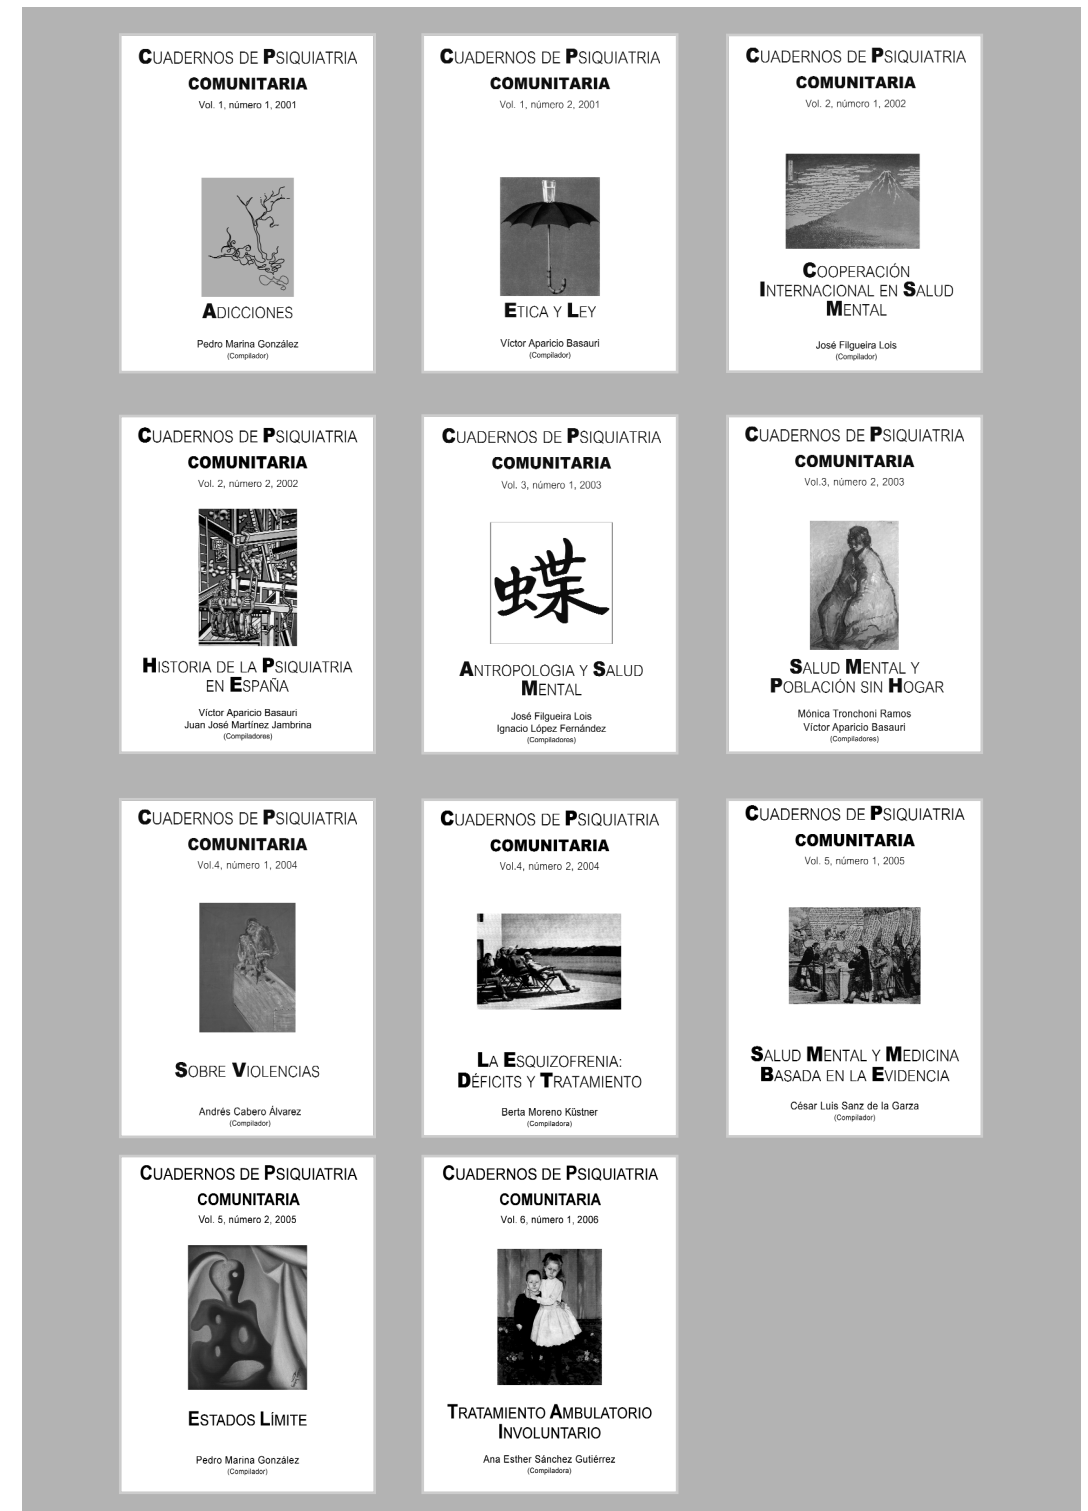 CUADERNOS DE PSIQUIATRIA
COMUNITARIA
Vol. 1, número 1, 2001
ADICCIONES
Pedro Marina González
(Compilador)
CUADERNOS DE PSIQUIATRIA
COMUNITARIA
Vol. 1, número 2, 2001
ETICA Y LEY
Víctor Aparicio Basauri
(Compilador)
CUADERNOS DE PSIQUIATRIA
COMUNITARIA
Vol. 2, número 1, 2002
COOPERACIÓN
INTERNACIONAL EN SALUD
MENTAL
José Filgueira Lois
(Compilador)
CUADERNOS DE PSIQUIATRIA
COMUNITARIA
Vol. 2, número 2, 2002
HISTORIA DE LA PSIQUIATRIA
EN ESPAÑA
Víctor Aparicio Basauri
Juan José Martínez Jambrina
(Compiladores)
CUADERNOS DE PSIQUIATRIA
COMUNITARIA
Vol. 3, número 1, 2003
蝶
ANTROPOLOGIA Y SALUD
MENTAL
José Filgueira Lois
Ignacio López Fernández
(Compiladores)
CUADERNOS DE PSIQUIATRIA
COMUNITARIA
Vol.3, número 2, 2003
SALUD MENTAL Y
POBLACIÓN SIN HOGAR
Mónica Tronchoni Ramos
Víctor Aparicio Basauri
(Compiladores)
CUADERNOS DE PSIQUIATRIA
COMUNITARIA
Vol.4, número 1, 2004
SOBRE VIOLENCIAS
Andrés Cabero Álvarez
(Compilador)
CUADERNOS DE PSIQUIATRIA
COMUNITARIA
Vol.4, número 2, 2004
LA ESQUIZOFRENIA:
DÉFICITS Y TRATAMIENTO
Berta Moreno Küstner
(Compiladora)
CUADERNOS DE PSIQUIATRIA
COMUNITARIA
Vol. 5, número 1, 2005
SALUD MENTAL Y MEDICINA
BASADA EN LA EVIDENCIA
César Luís Sanz de la Garza
(Compilador)
CUADERNOS DE PSIQUIATRIA
COMUNITARIA
Vol. 5, número 2, 2005
ESTADOS LÍMITE
Pedro Marina González
(Compilador)
CUADERNOS DE PSIQUIATRIA
COMUNITARIA
Vol. 6, número 1, 2006
TRATAMIENTO AMBULATORIO
INVOLUNTARIO
Ana Esther Sánchez Gutiérrez
(Compiladora)